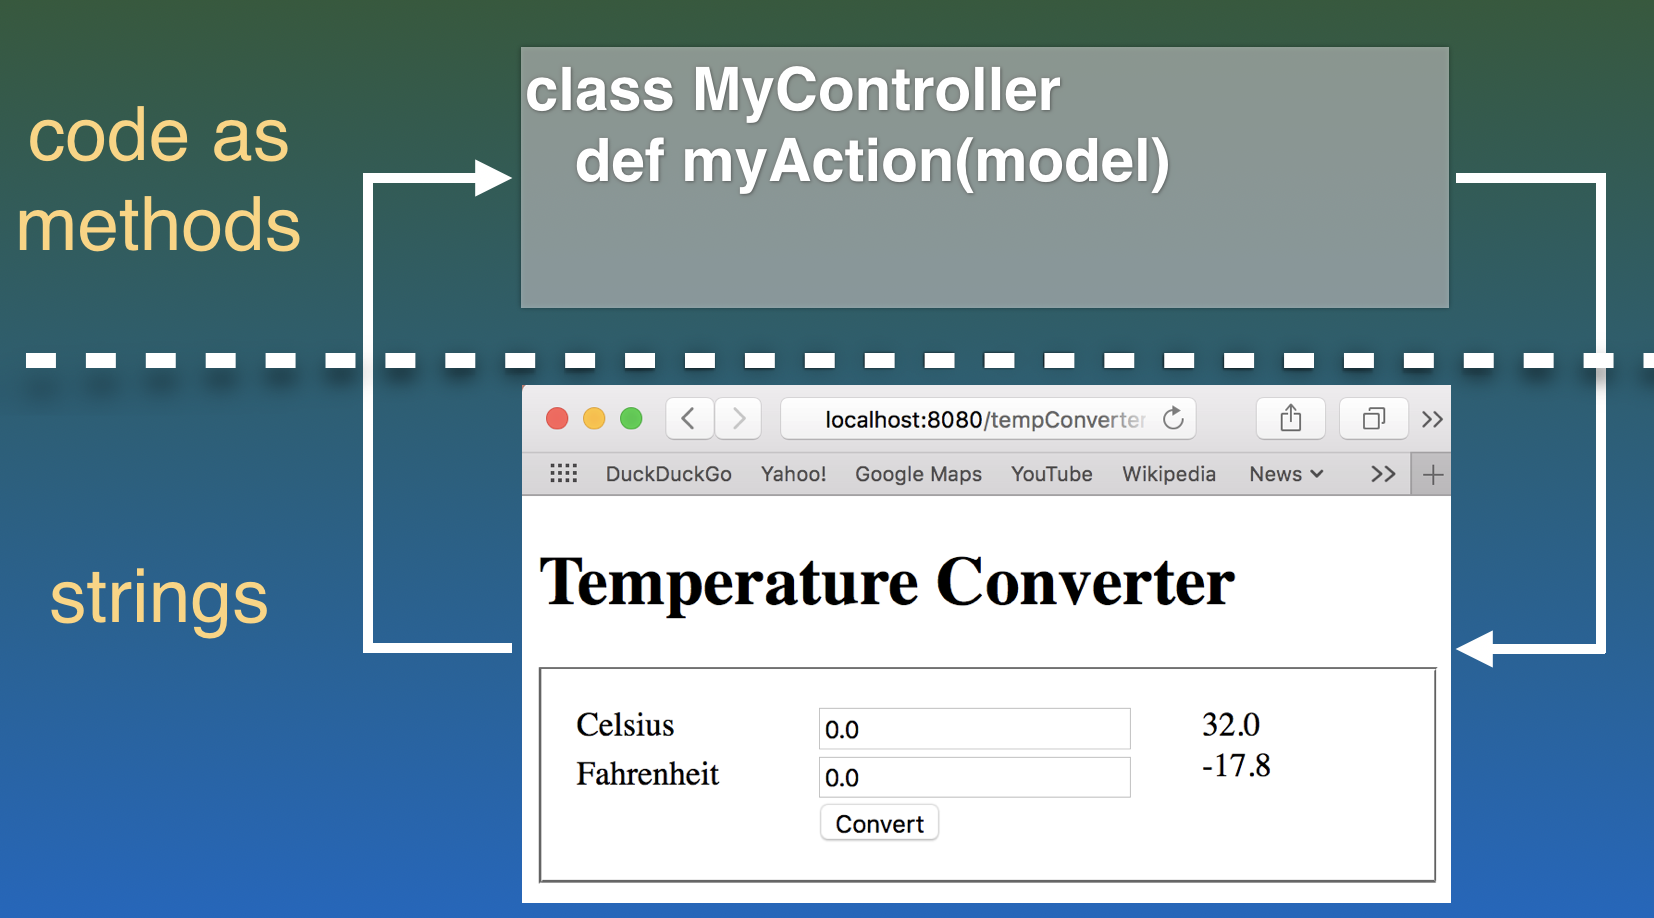 code as
methods
class MyController
def myAction(model)
strings
localhost:8080/tempConverter
DuckDuckGo Yahoo! Google Maps YouTube Wikipedia News
Temperature Converter
Celsius 0.0 32.0
Fahrenheit 0.0 -17.8
Convert